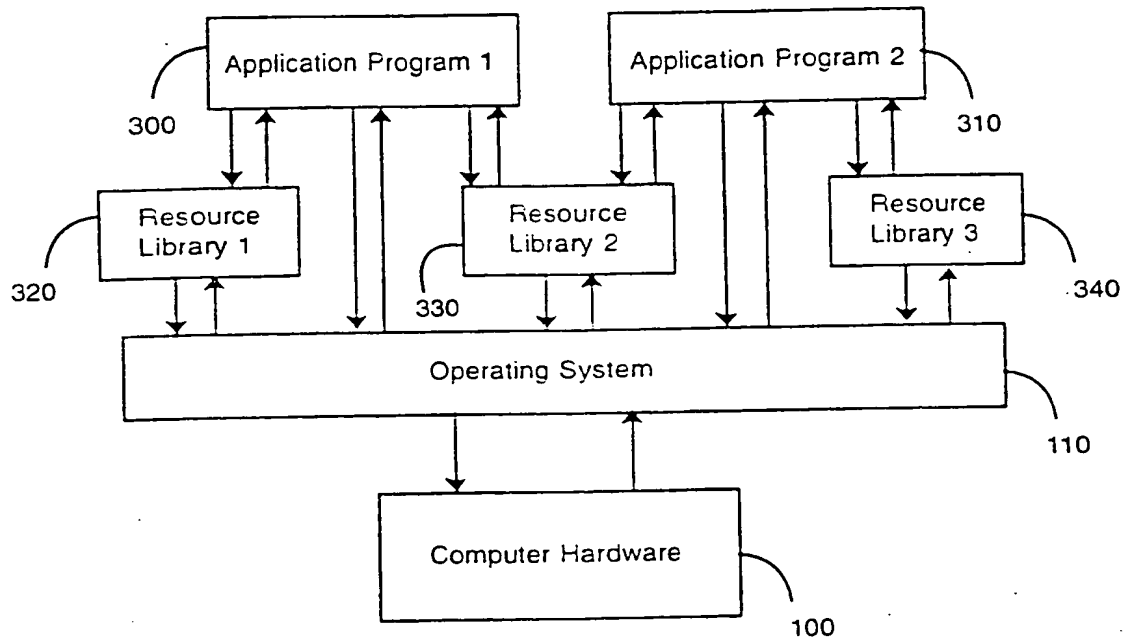 Application Program 1
Application Program 2
300
310
Resource
Library 1
Resource
Library 2
Resource
Library 3
320
330
340
Operating System
110
Computer Hardware
100